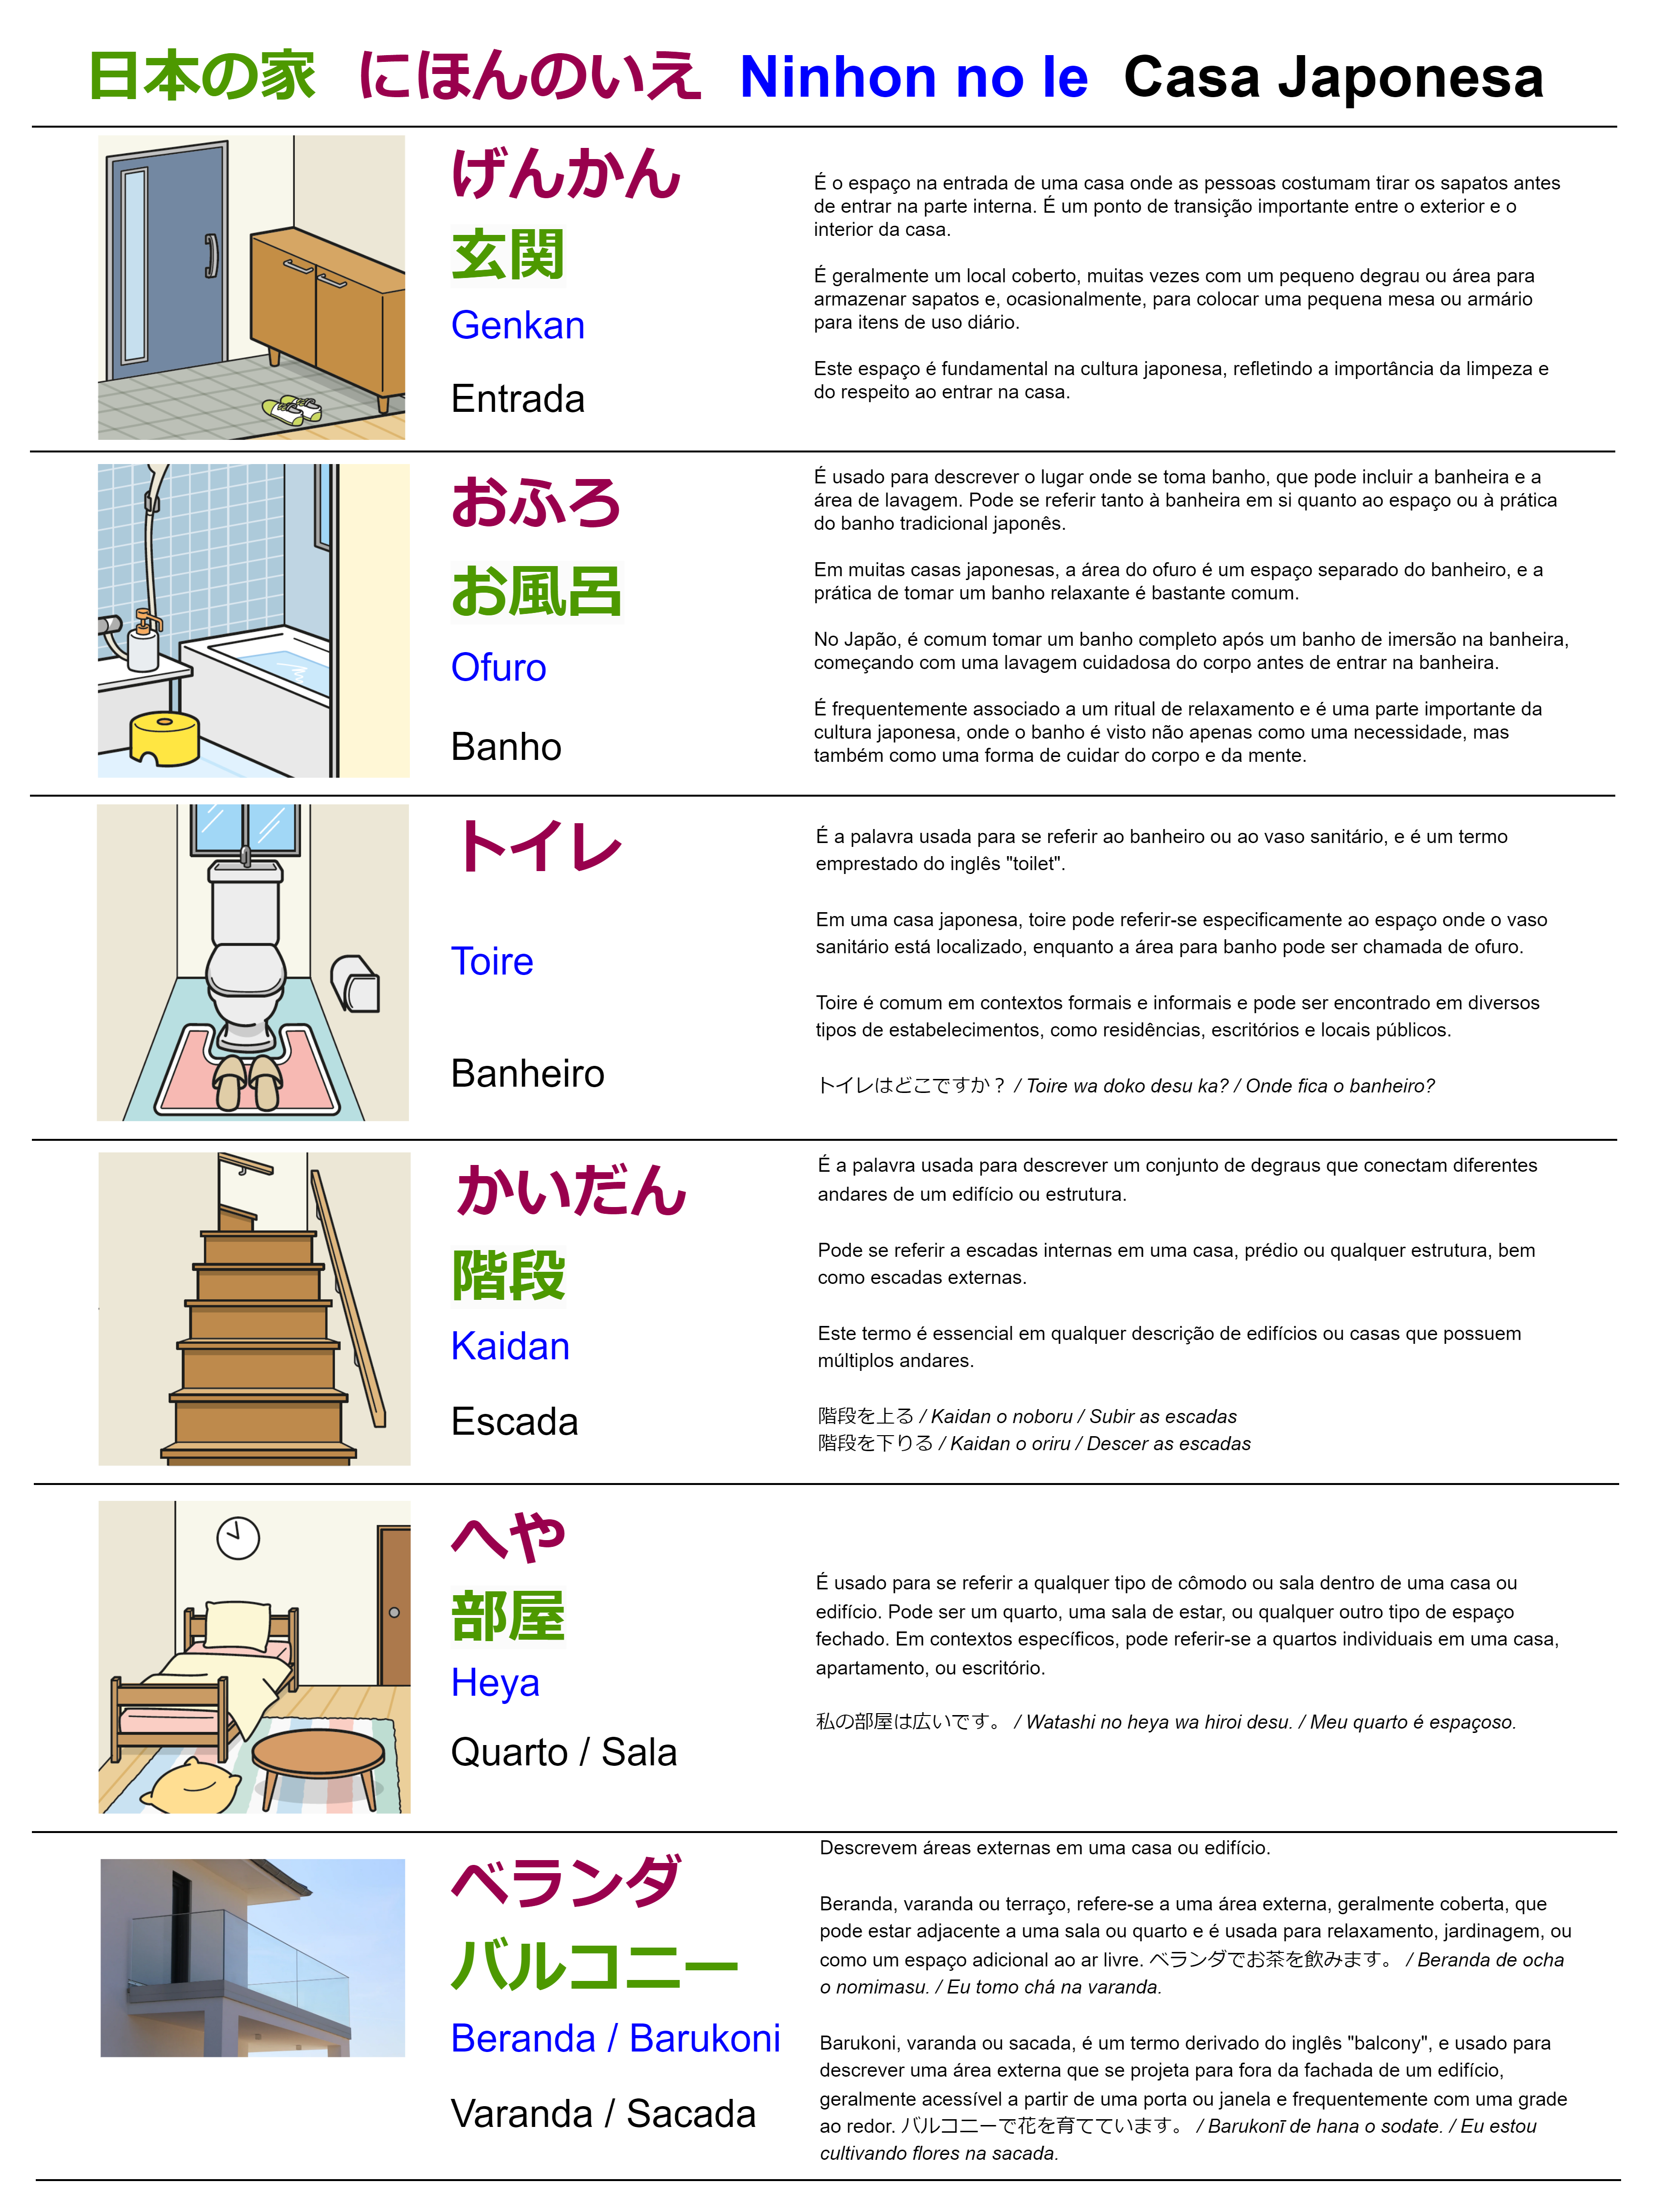 日本の家 にほんのいえ Ninhon no Ie Casa Japonesa
げんかん
玄関
Genkan
Entrada
É o espaço na entrada de uma casa onde as pessoas costumam tirar os sapatos antes
de entrar na parte interna. É um ponto de transição importante entre o exterior e o
interior da casa.
É geralmente um local coberto, muitas vezes com um pequeno degrau ou área para
armazenar sapatos e, ocasionalmente, para colocar uma pequena mesa ou armário
para itens de uso diário.
Este espaço é fundamental na cultura japonesa, refletindo a importância da limpeza e
do respeito ao entrar na casa.
おふろ
お風呂
Ofuro
Banho
É usado para descrever o lugar onde se toma banho, que pode incluir a banheira e a
área de lavagem. Pode se referir tanto à banheira em si quanto ao espaço ou à prática
do banho tradicional japonês.
Em muitas casas japonesas, a área do ofuro é um espaço separado do banheiro, e a
prática de tomar um banho relaxante é bastante comum.
No Japão, é comum tomar um banho completo após um banho de imersão na banheira,
começando com uma lavagem cuidadosa do corpo antes de entrar na banheira.
É frequentemente associado a um ritual de relaxamento e é uma parte importante da
cultura japonesa, onde o banho é visto não apenas como uma necessidade, mas
também como uma forma de cuidar do corpo e da mente.
トイレ
Toire
Banheiro
É a palavra usada para se referir ao banheiro ou ao vaso sanitário, e é um termo
emprestado do inglês "toilet".
Em uma casa japonesa, toire pode referir-se especificamente ao espaço onde o vaso
sanitário está localizado, enquanto a área para banho pode ser chamada de ofuro.
Toire é comum em contextos formais e informais e pode ser encontrado em diversos
tipos de estabelecimentos, como residências, escritórios e locais públicos.
トイレはどこですか？ / Toire wa doko desu ka? / Onde fica o banheiro?
かいだん
階段
Kaidan
Escada
É a palavra usada para descrever um conjunto de degraus que conectam diferentes
andares de um edifício ou estrutura.
Pode se referir a escadas internas em uma casa, prédio ou qualquer estrutura, bem
como escadas externas.
Este termo é essencial em qualquer descrição de edifícios ou casas que possuem
múltiplos andares.
階段を上る / Kaidan o noboru / Subir as escadas
階段を下りる / Kaidan o oriru / Descer as escadas
へや
部屋
Heya
Quarto / Sala
É usado para se referir a qualquer tipo de cômodo ou sala dentro de uma casa ou
edifício. Pode ser um quarto, uma sala de estar, ou qualquer outro tipo de espaço
fechado. Em contextos específicos, pode referir-se a quartos individuais em uma casa,
apartamento, ou escritório.
私の部屋は広いです。 / Watashi no heya wa hiroi desu. / Meu quarto é espaçoso.
ベランダ
バルコニー
Beranda / Barukoni
Varanda / Sacada
Descrevem áreas externas em uma casa ou edifício.
Beranda, varanda ou terraço, refere-se a uma área externa, geralmente coberta, que
pode estar adjacente a uma sala ou quarto e é usada para relaxamento, jardinagem, ou
como um espaço adicional ao ar livre. ベランダでお茶を飲みます。 / Beranda de ocha
o nomimasu. / Eu tomo chá na varanda.
Barukoni, varanda ou sacada, é um termo derivado do inglês "balcony", e usado para
descrever uma área externa que se projeta para fora da fachada de um edifício,
geralmente acessível a partir de uma porta ou janela e frequentemente com uma grade
ao redor. バルコニーで花を育てています。 / Barukonī de hana o sodate. / Eu estou
cultivando flores na sacada.